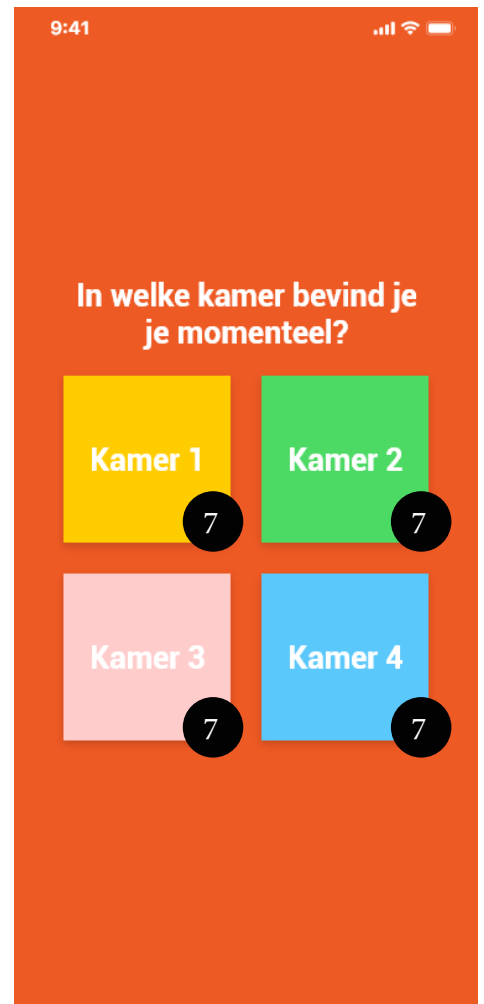 9:41
In welke kamer bevind je
je momenteel?
Kamer 1
7
Kamer 2
7
Kamer 3
7
Kamer 4
7